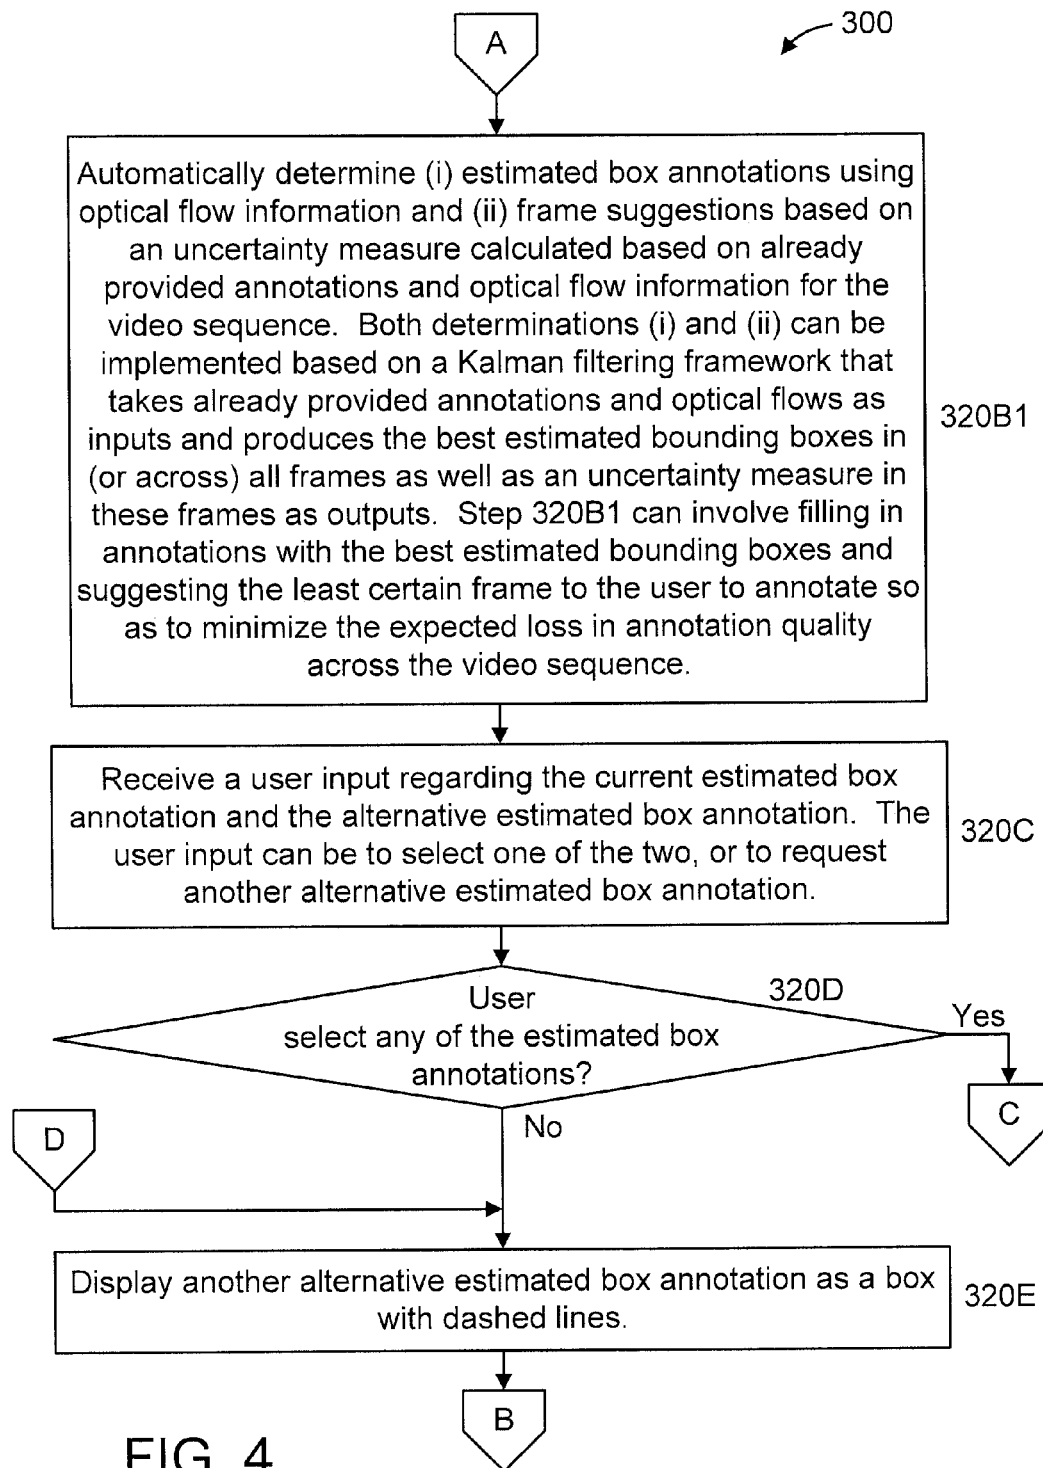 A
300
Automatically determine (i) estimated box annotations using
optical flow information and (ii) frame suggestions based on
an uncertainty measure calculated based on already
provided annotations and optical flow information for the
video sequence. Both determinations (i) and (ii) can be
implemented based on a Kalman filtering framework that
takes already provided annotations and optical flows as
inputs and produces the best estimated bounding boxes in
(or across) all frames as well as an uncertainty measure in
these frames as outputs. Step 320B1 can involve filling in
annotations with the best estimated bounding boxes and
suggesting the least certain frame to the user to annotate so
as to minimize the expected loss in annotation quality
across the video sequence.
320B1
Receive a user input regarding the current estimated box
annotation and the alternative estimated box annotation. The
user input can be to select one of the two, or to request
another alternative estimated box annotation.
320C
User
select any of the estimated box
annotations?
320D
Yes
C
No
D
Display another alternative estimated box annotation as a box
with dashed lines.
320E
B
FIG. 4